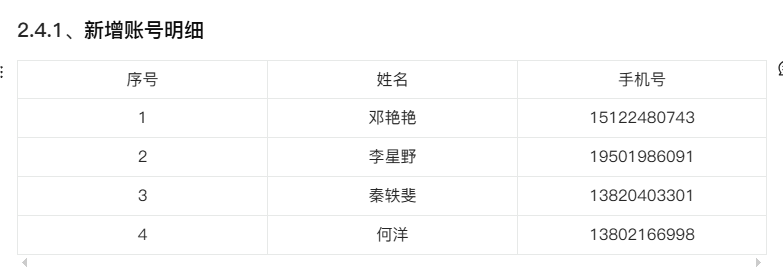 2.4.1、新增账号明细
序号 姓名 手机号
1 邓艳艳 15122480743
2 李星野 19501986091
3 秦轶斐 13820403301
4 何洋 13802166998